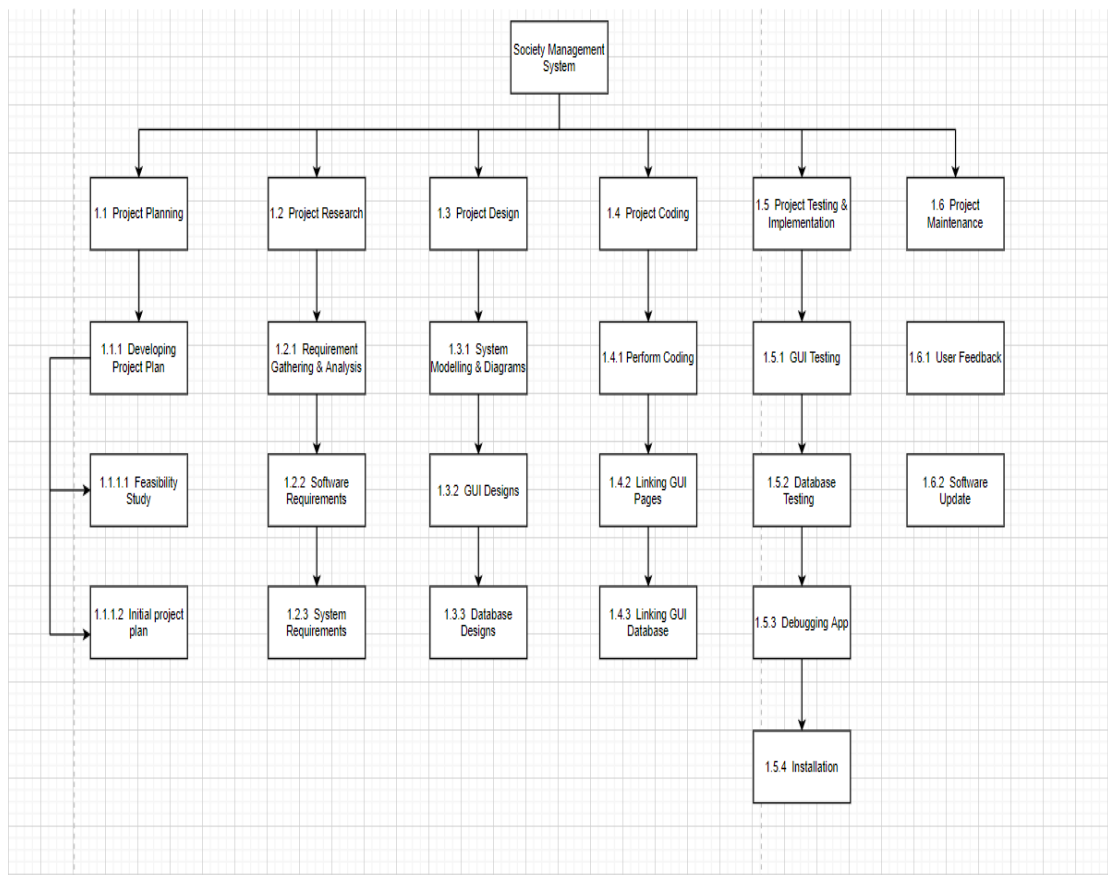 Society Management
System
1.1 Project Planning
1.2 Project Research
1.3 Project Design
1.4 Project Coding
1.5 Project Testing &
Implementation
1.6 Project
Maintenance
1.1.1 Developing
Project Plan
1.2.1 Requirement
Gathering & Analysis
1.3.1 System
Modelling & Diagrams
1.4.1 Perform Coding
1.5.1 GUI Testing
1.6.1 User Feedback
1.1.1.1 Feasibility
Study
1.2.2 Software
Requirements
1.3.2 GUI Designs
1.4.2 Linking GUI
Pages
1.5.2 Database
Testing
1.6.2 Software
Update
1.1.1.2 Initial project
plan
1.2.3 System
Requirements
1.3.3 Database
Designs
1.4.3 Linking GUI
Database
1.5.3 Debugging App
1.5.4 Installation